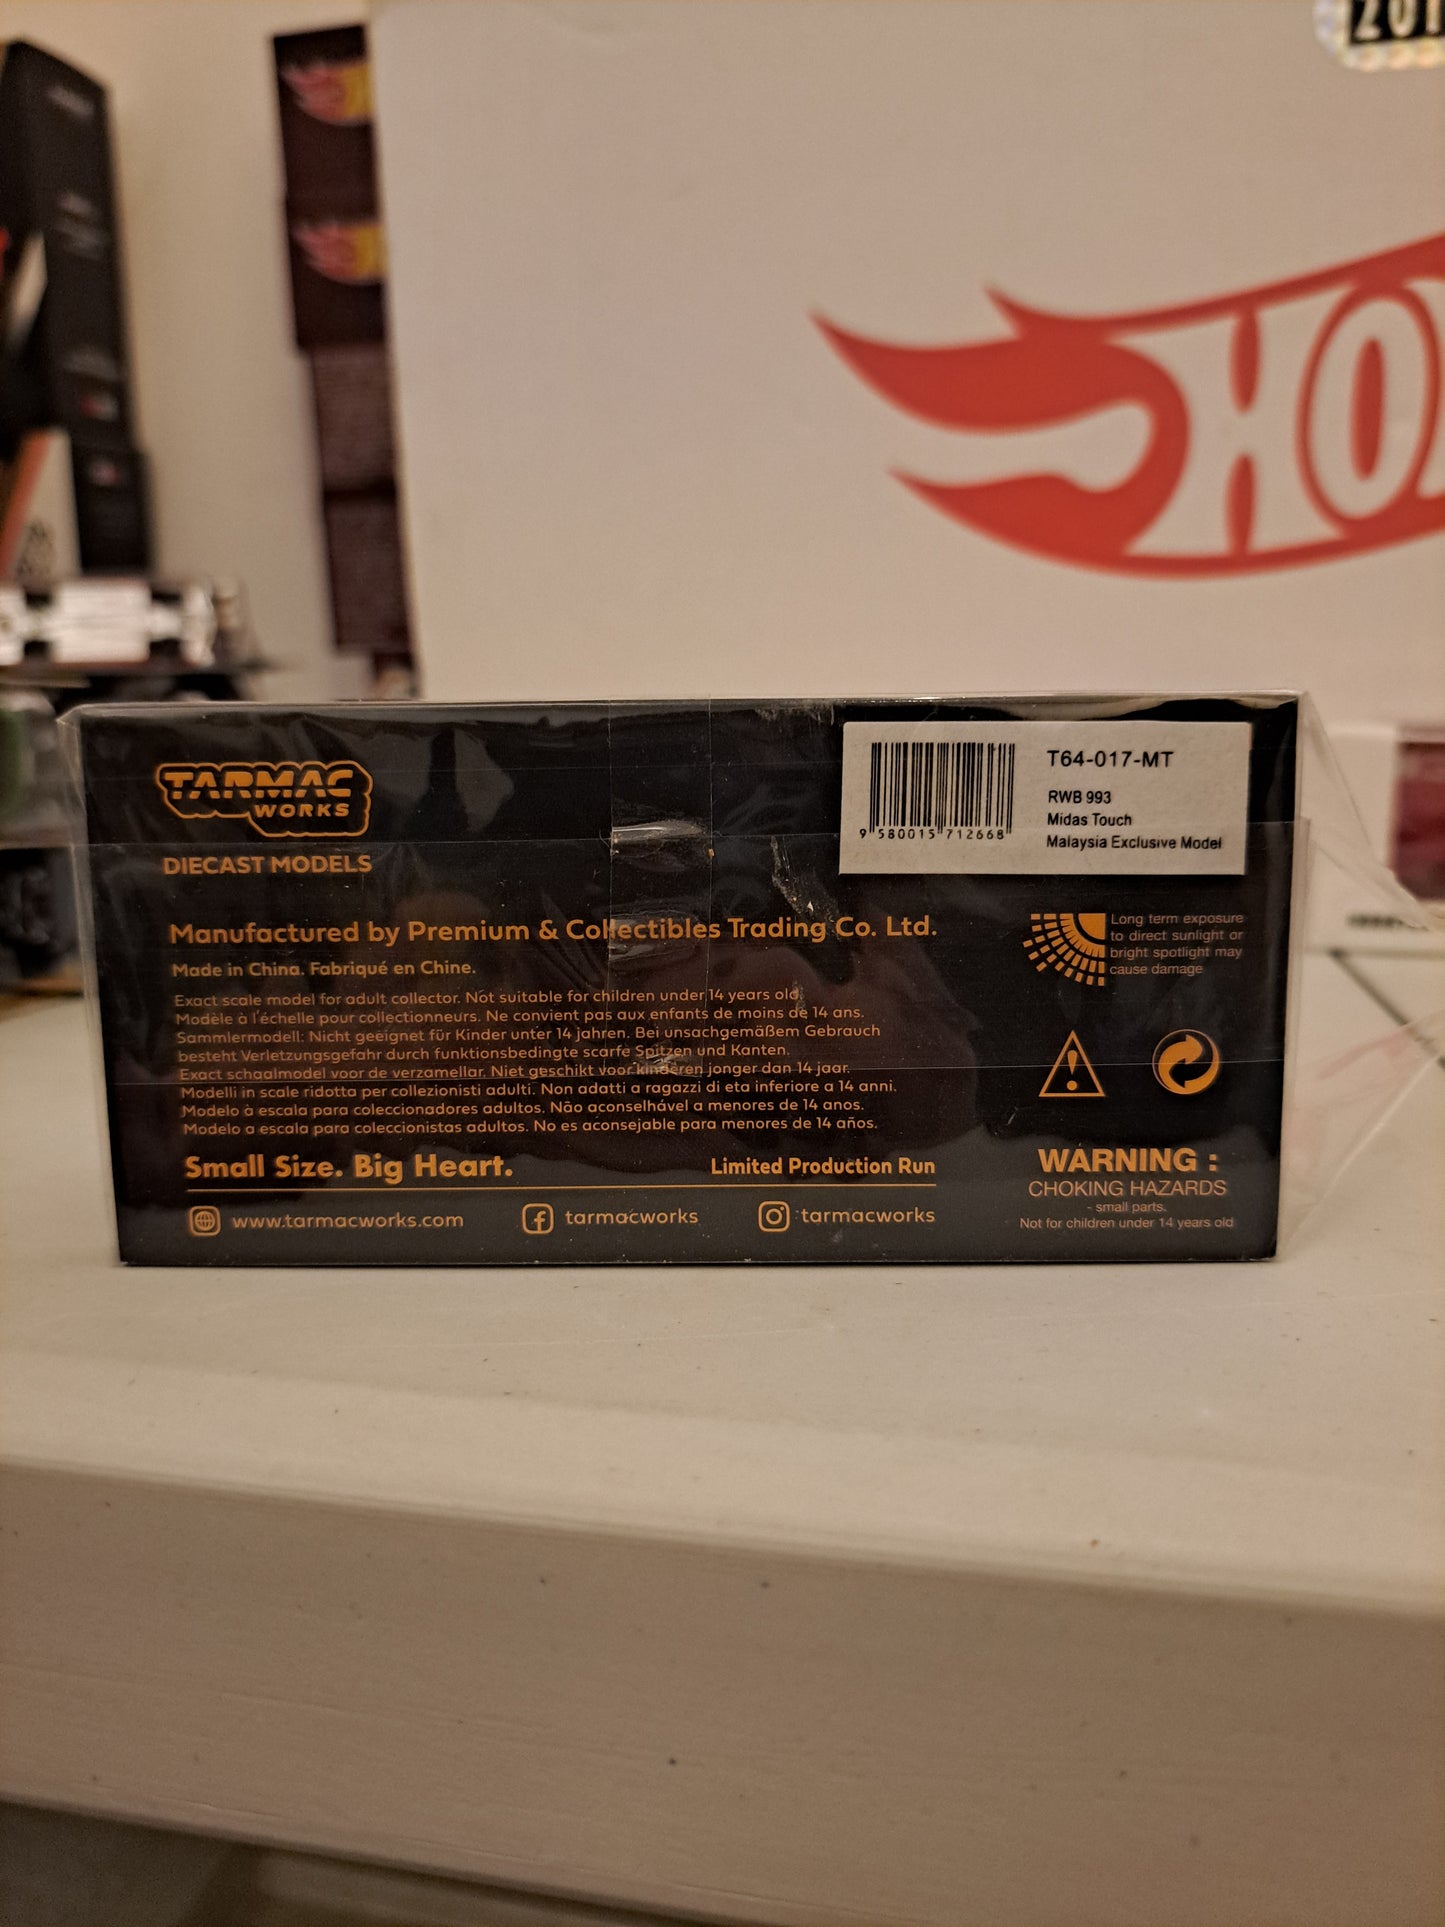 201
HO
TARMAC
WORKS
DIECAST MODELS
T64-017-MT
RWB 993
Midas Touch
Malaysia Exclusive Model
9 580015 712668
Manufactured by Premium & Collectibles Trading Co. Ltd.
Made in China. Fabriqué en Chine.
Exact scale model for adult collector. Not suitable for children under 14 years old.
Modèle à l'échelle pour collectionneurs. Ne convient pas aux enfants de moins de 14 ans.
Sammlermodell: Nicht geeignet für Kinder unter 14 jahren. Bei unsachgemäßem Gebrauch
besteht Verletzungsgefahr durch funktionsbedingte scarfe Spitzen und Kanten.
Exact schaalmodel voor de verzamellar. Niet geschikt voor kinderen jonger dan 14 jaar.
Modelli in scale ridotta per collezionisti adulti. Non adatti a ragazzi di eta inferiore a 14 anni.
Modelo à escala para coleccionadores adultos. Não aconselhável a menores de 14 anos.
Modelo a escala para coleccionistas adultos. No es aconsejable para menores de 14 años.
Small Size. Big Heart.
Limited Production Run
www.tarmacworks.com
tarmacworks
tarmacworks
Long term exposure
to direct sunlight or
bright spotlight may
cause damage
WARNING :
CHOKING HAZARDS
- small parts.
Not for children under 14 years old